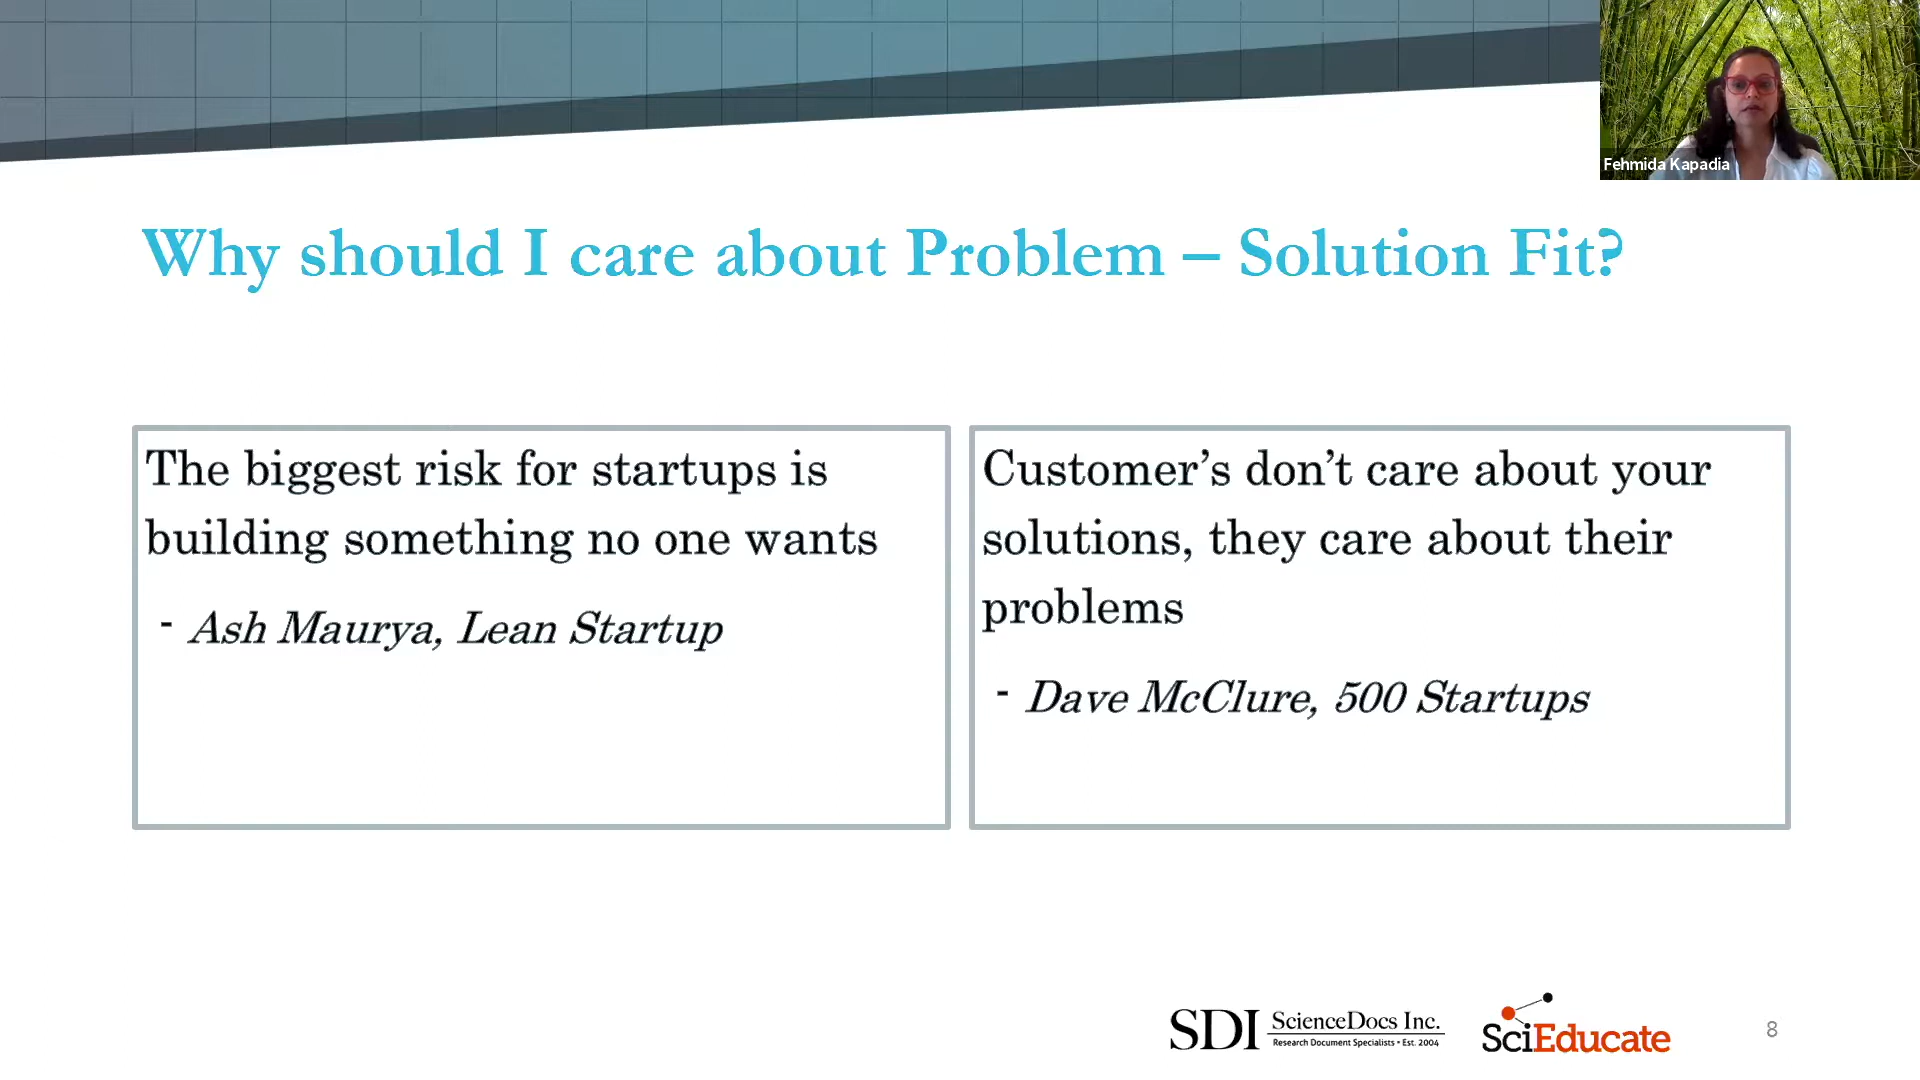 Fehmida Kapadia
Why should I care about Problem – Solution Fit?
The biggest risk for startups is
building something no one wants
- Ash Maurya, Lean Startup
Customer’s don’t care about your
solutions, they care about their
problems
- Dave McClure, 500 Startups
SDI ScienceDocs Inc.
Research Document Specialists • Est. 2004
SciEducate
8